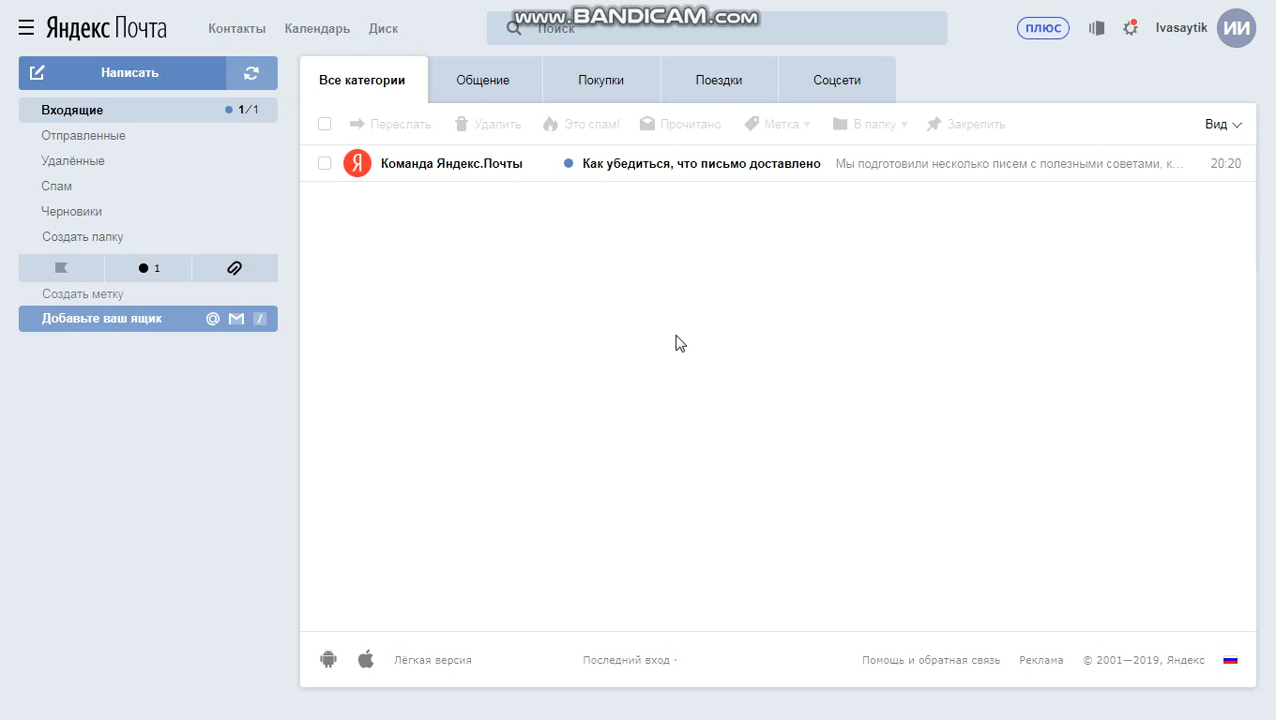 www.BANDICAM.com
Яндекс Почта Контакты Календарь Диск Поиск ПЛЮС Ivasaytik ИИ
Написать
Все категории Общение Покупки Поездки Соцсети
Входящие 1/1
Отправленные
Удалённые
Спам
Черновики
Создать папку
1
Создать метку
Добавьте ваш ящик @
Переслать Удалить Это спам! Прочитано Метка В папку Закрепить Вид
Я Команда Яндекс.Почты Как убедиться, что письмо доставлено Мы подготовили несколько писем с полезными советами, к... 20:20
Лёгкая версия Последний вход · Помощь и обратная связь Реклама © 2001—2019, Яндекс